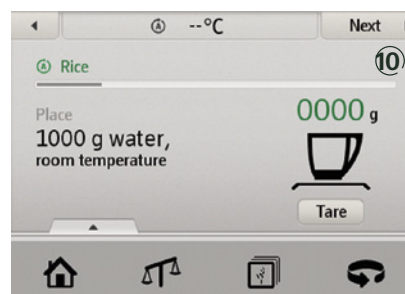 --°C
Next
⑩
Rice
Place
0000 g
1000 g water,
room temperature
Tare